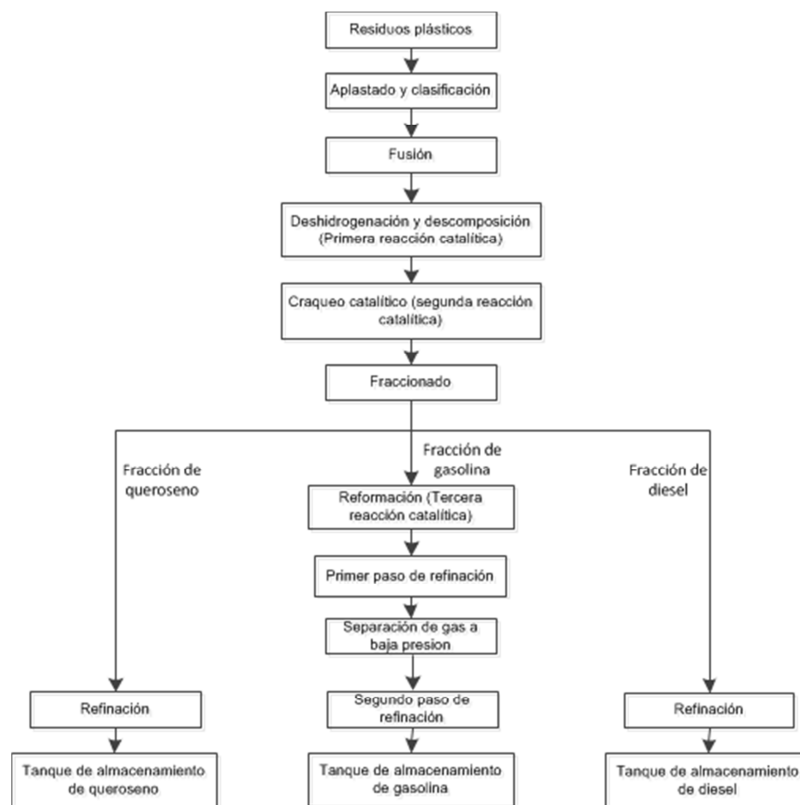 Residuos plásticos
Aplastado y clasificación
Fusión
Deshidrogenación y descomposición
(Primera reacción catalítica)
Craqueo catalítico (segunda reacción
catalítica)
Fraccionado
Fracción de
queroseno
Fracción de
gasolina
Fracción de
diesel
Reformación (Tercera
reacción catalítica)
Primer paso de refinación
Separación de gas a
baja presion
Refinación
Segundo paso de
refinación
Refinación
Tanque de almacenamiento
de queroseno
Tanque de almacenamiento
de gasolina
Tanque de almacenamiento
de diesel